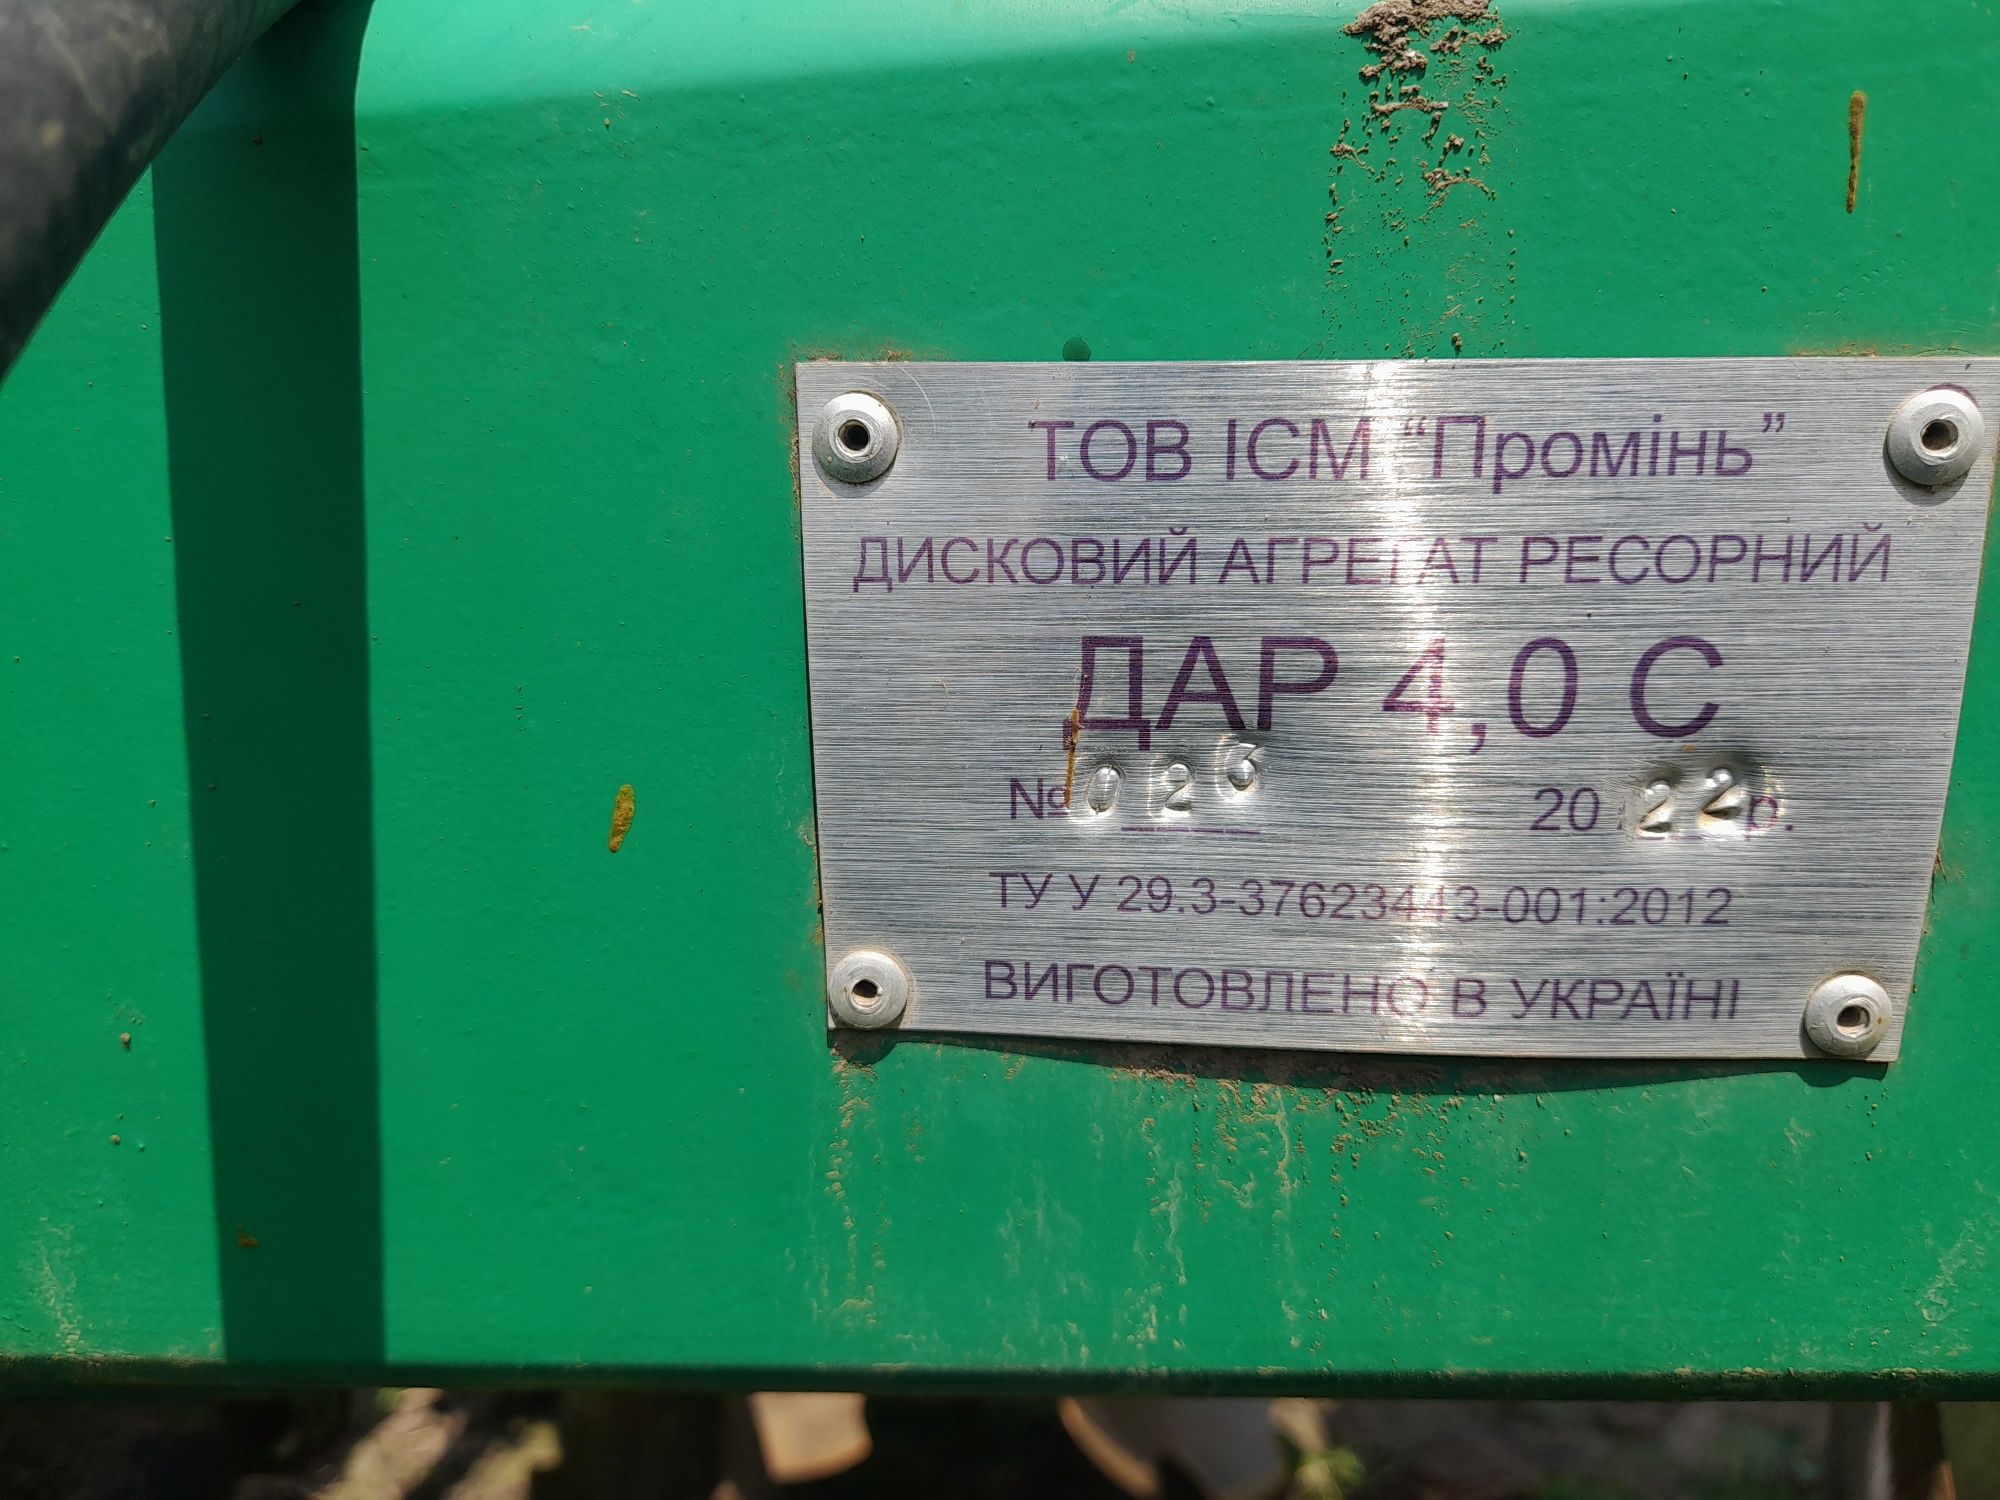 ТОВ ІСМ “Промінь”
ДИСКОВИЙ АГРЕГАТ РЕСОРНИЙ
ДАР 4,0 С
№ 023 20 22 р.
ТУ У 29.3-37623443-001:2012
ВИГОТОВЛЕНО В УКРАЇНІ